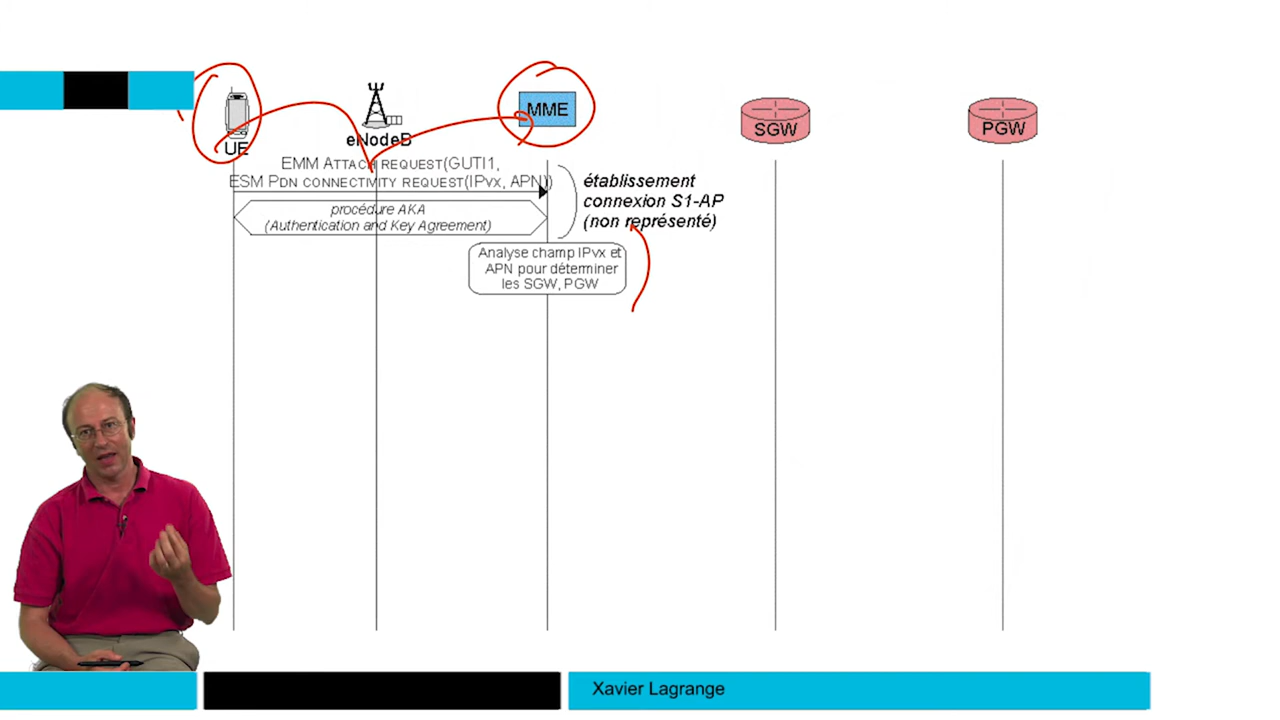 MME
SGW
PGW
UE
eNodeB
EMM ATTACH REQUEST(GUTI1,
ESM PDN CONNECTIVITY REQUEST(IPvx, APN))
établissement
connexion S1-AP
(non représenté)
procédure AKA
(Authentication and Key Agreement)
Analyse champ IPvx et
APN pour déterminer
les SGW, PGW
Xavier Lagrange